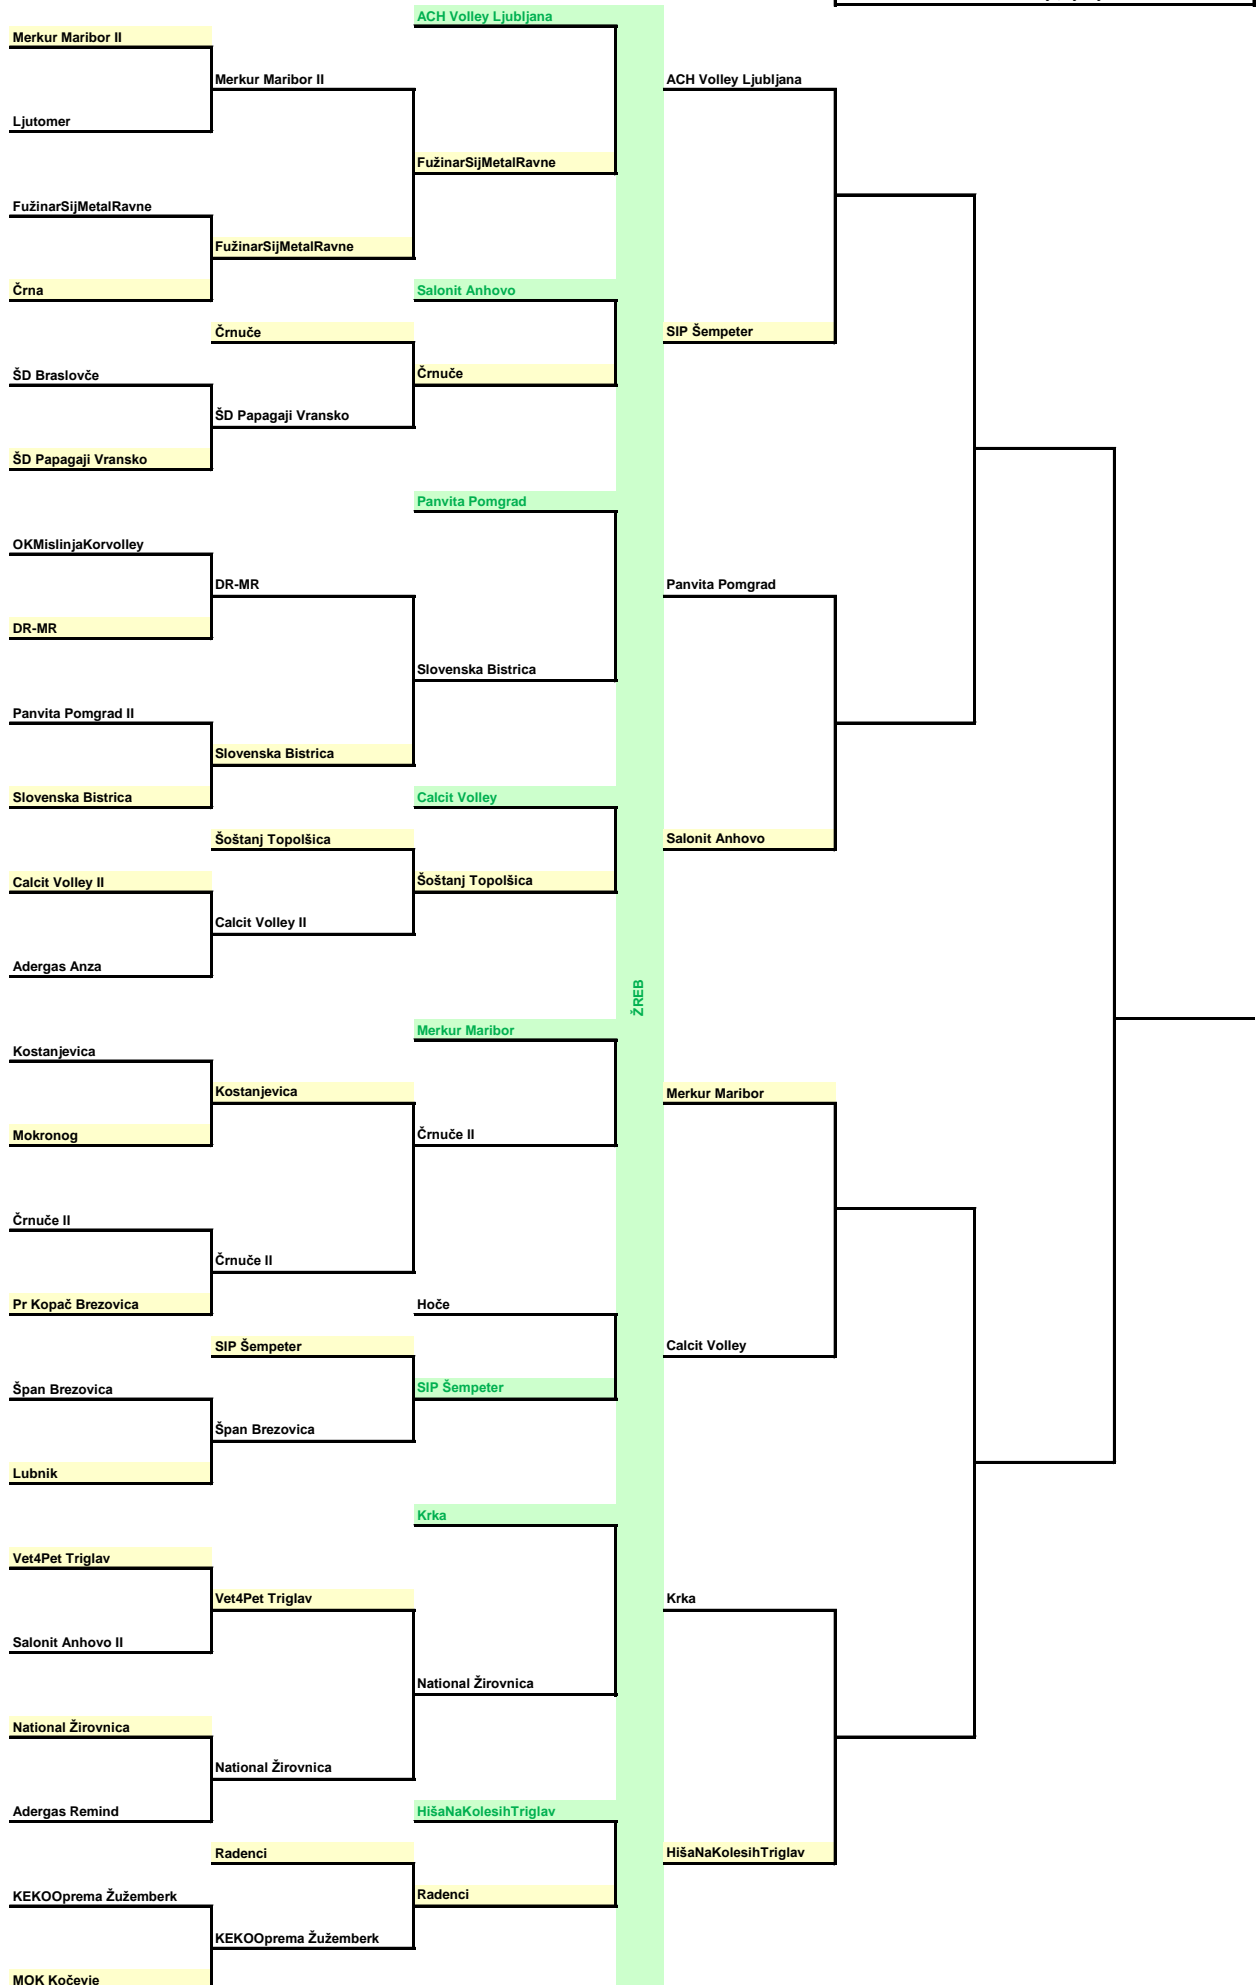 ACH Volley Ljubljana
Merkur Maribor II
Merkur Maribor II
ACH Volley Ljubljana
Ljutomer
FužinarSijMetalRavne
FužinarSijMetalRavne
FužinarSijMetalRavne
Črna
Salonit Anhovo
Črnuče
SIP Šempeter
ŠD Braslovče
Črnuče
ŠD Papagaji Vransko
ŠD Papagaji Vransko
Panvita Pomgrad
OKMislinjaKorvolley
DR-MR
Panvita Pomgrad
DR-MR
Slovenska Bistrica
Panvita Pomgrad II
Slovenska Bistrica
Slovenska Bistrica
Calcit Volley
Šoštanj Topolšica
Salonit Anhovo
Calcit Volley II
Šoštanj Topolšica
Calcit Volley II
Adergas Anza
ŽREB
Merkur Maribor
Kostanjevica
Kostanjevica
Merkur Maribor
Mokronog
Črnuče II
Črnuče II
Črnuče II
Pr Kopač Brezovica
Hoče
SIP Šempeter
Calcit Volley
Špan Brezovica
SIP Šempeter
Špan Brezovica
Lubnik
Krka
Vet4Pet Triglav
Vet4Pet Triglav
Krka
Salonit Anhovo II
National Žirovnica
National Žirovnica
National Žirovnica
Adergas Remind
HišaNaKolesihTriglav
Radenci
HišaNaKolesihTriglav
KEKOOprema Žužemberk
Radenci
KEKOOprema Žužemberk
MOK Kočevje